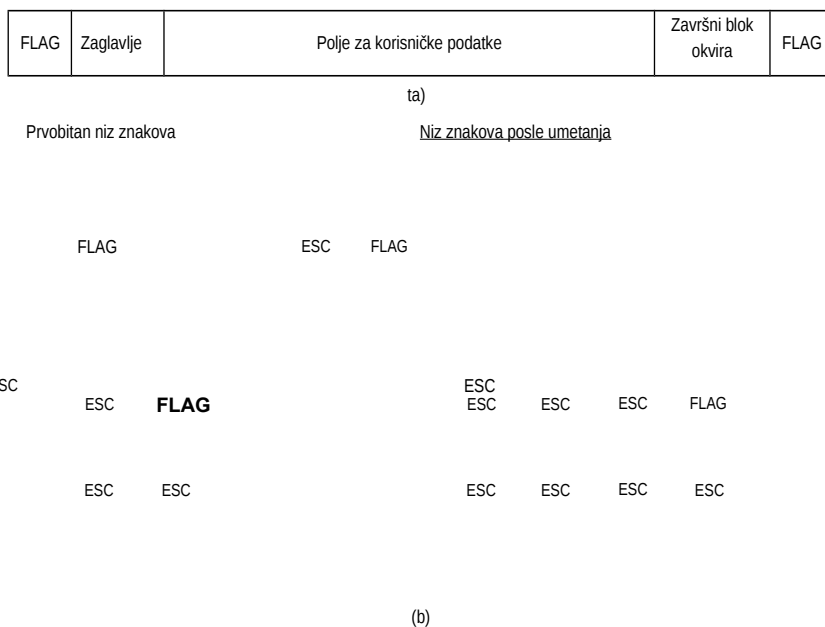 FLAG Zaglavlje Polje za korisničke podatke Završni blok okvira FLAG
ta)
Prvobitan niz znakova Niz znakova posle umetanja
FLAG ESC FLAG
SC ESC
ESC FLAG ESC ESC ESC FLAG
ESC ESC ESC ESC ESC ESC
(b)